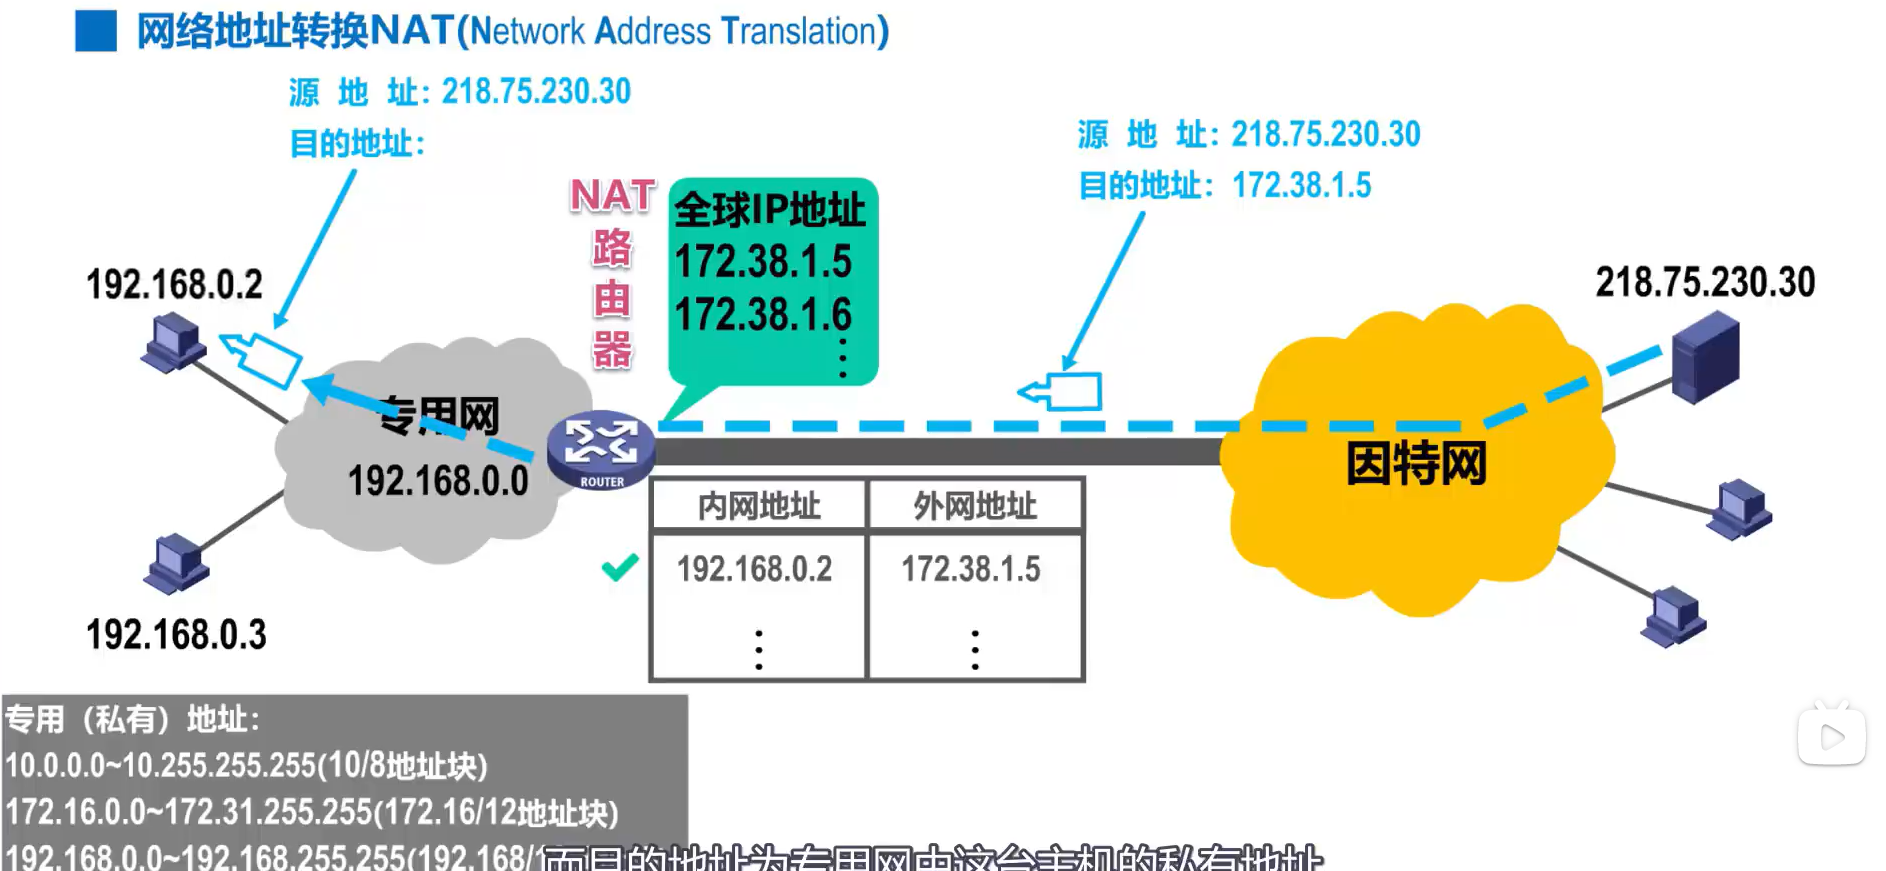 网络地址转换NAT(Network Address Translation)
源 地 址：218.75.230.30
目的地址：
源 地 址：218.75.230.30
目的地址：172.38.1.5
NAT
路
由
器
全球IP地址
172.38.1.5
172.38.1.6
⋮
192.168.0.2
218.75.230.30
专用网
192.168.0.0
ROUTER
因特网
内网地址 外网地址
192.168.0.2 172.38.1.5
⋮ ⋮
192.168.0.3
专用（私有）地址：
10.0.0.0~10.255.255.255(10/8地址块)
172.16.0.0~172.31.255.255(172.16/12地址块)
192.168.0.0~192.168.255.255(192.168/1
而目的地址为专用网中这台主机的私有地址